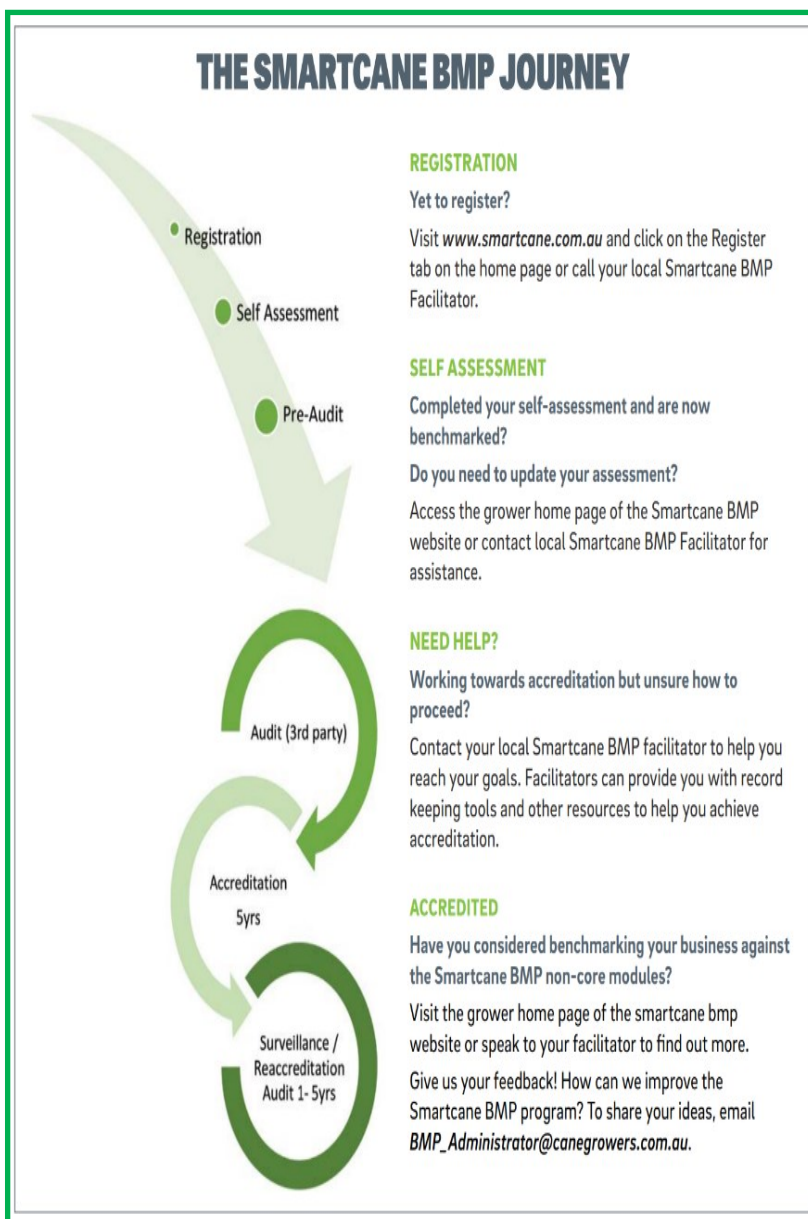 THE SMARTCANE BMP JOURNEY
Registration
Self Assessment
Pre-Audit
Audit (3rd party)
Accreditation
5yrs
Surveillance /
Reaccreditation
Audit 1- 5yrs
REGISTRATION
Yet to register?
Visit www.smartcane.com.au and click on the Register
tab on the home page or call your local Smartcane BMP
Facilitator.
SELF ASSESSMENT
Completed your self-assessment and are now
benchmarked?
Do you need to update your assessment?
Access the grower home page of the Smartcane BMP
website or contact local Smartcane BMP Facilitator for
assistance.
NEED HELP?
Working towards accreditation but unsure how to
proceed?
Contact your local Smartcane BMP facilitator to help you
reach your goals. Facilitators can provide you with record
keeping tools and other resources to help you achieve
accreditation.
ACCREDITED
Have you considered benchmarking your business against
the Smartcane BMP non-core modules?
Visit the grower home page of the smartcane bmp
website or speak to your facilitator to find out more.
Give us your feedback! How can we improve the
Smartcane BMP program? To share your ideas, email
BMP_Administrator@canegrowers.com.au.